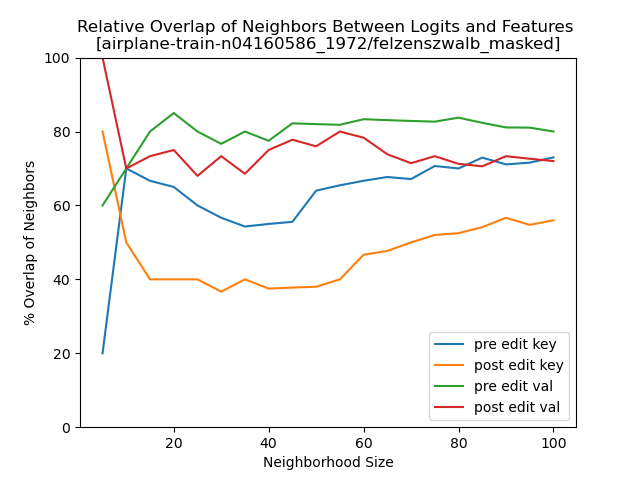 Relative Overlap of Neighbors Between Logits and Features
[airplane-train-n04160586_1972/felzenszwalb_masked]
100
80
60
40
20
0
% Overlap of Neighbors
20 40 60 80 100
Neighborhood Size
pre edit key
post edit key
pre edit val
post edit val